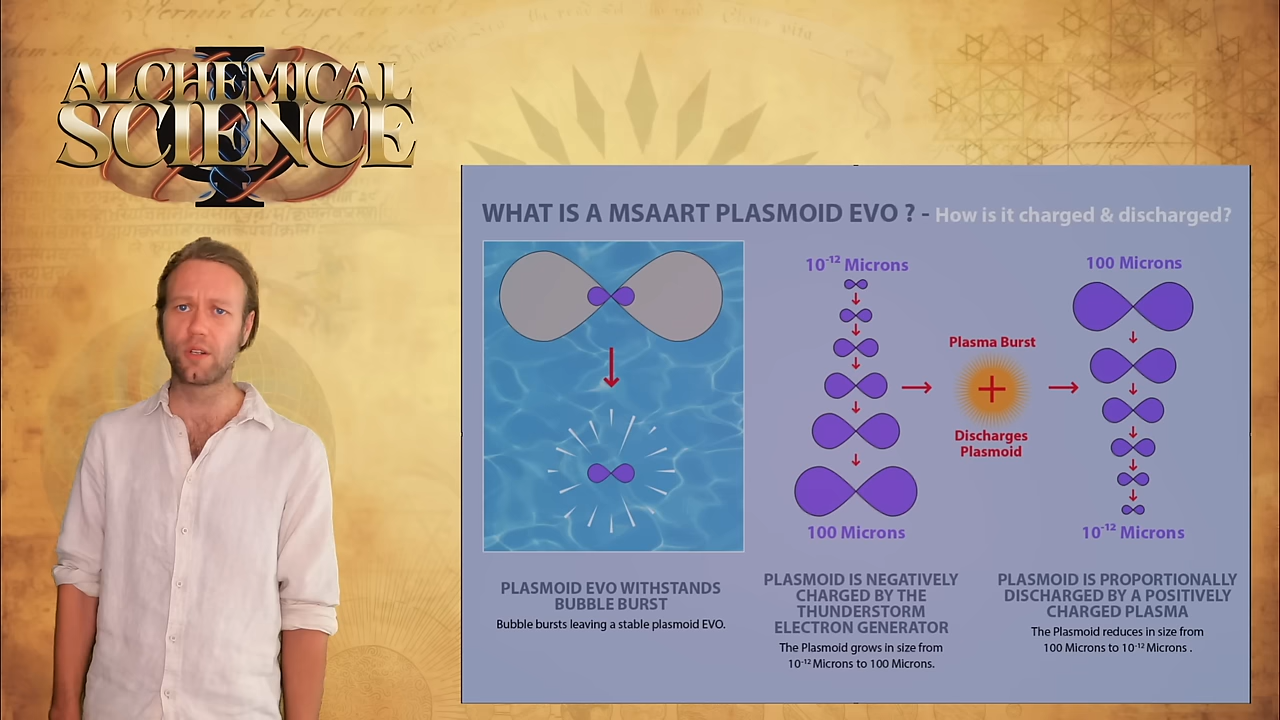 ALCHEMICAL
SCIENCE
WHAT IS A MSAART PLASMOID EVO ? - How is it charged & discharged?
PLASMOID EVO WITHSTANDS
BUBBLE BURST
Bubble bursts leaving a stable plasmoid EVO.
10⁻¹² Microns
100 Microns
PLASMOID IS NEGATIVELY
CHARGED BY THE
THUNDERSTORM
ELECTRON GENERATOR
The Plasmoid grows in size from
10⁻¹² Microns to 100 Microns.
Plasma Burst
+
Discharges
Plasmoid
100 Microns
10⁻¹² Microns
PLASMOID IS PROPORTIONALLY
DISCHARGED BY A POSITIVELY
CHARGED PLASMA
The Plasmoid reduces in size from
100 Microns to 10⁻¹² Microns .